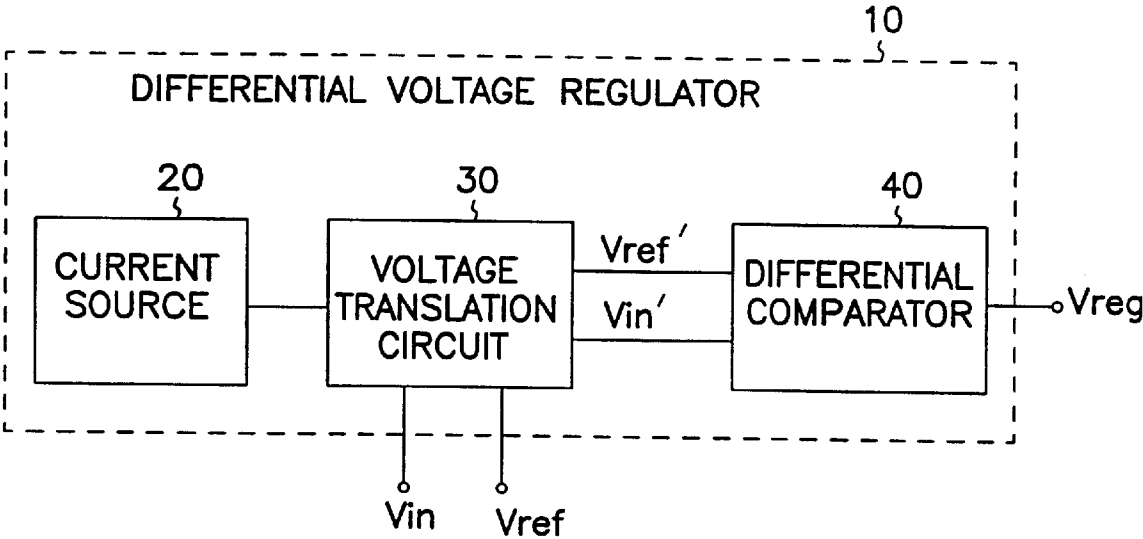 10
DIFFERENTIAL VOLTAGE REGULATOR
20
30
40
CURRENT
SOURCE
VOLTAGE
TRANSLATION
CIRCUIT
Vref′
Vin′
DIFFERENTIAL
COMPARATOR
Vreg
Vin
Vref